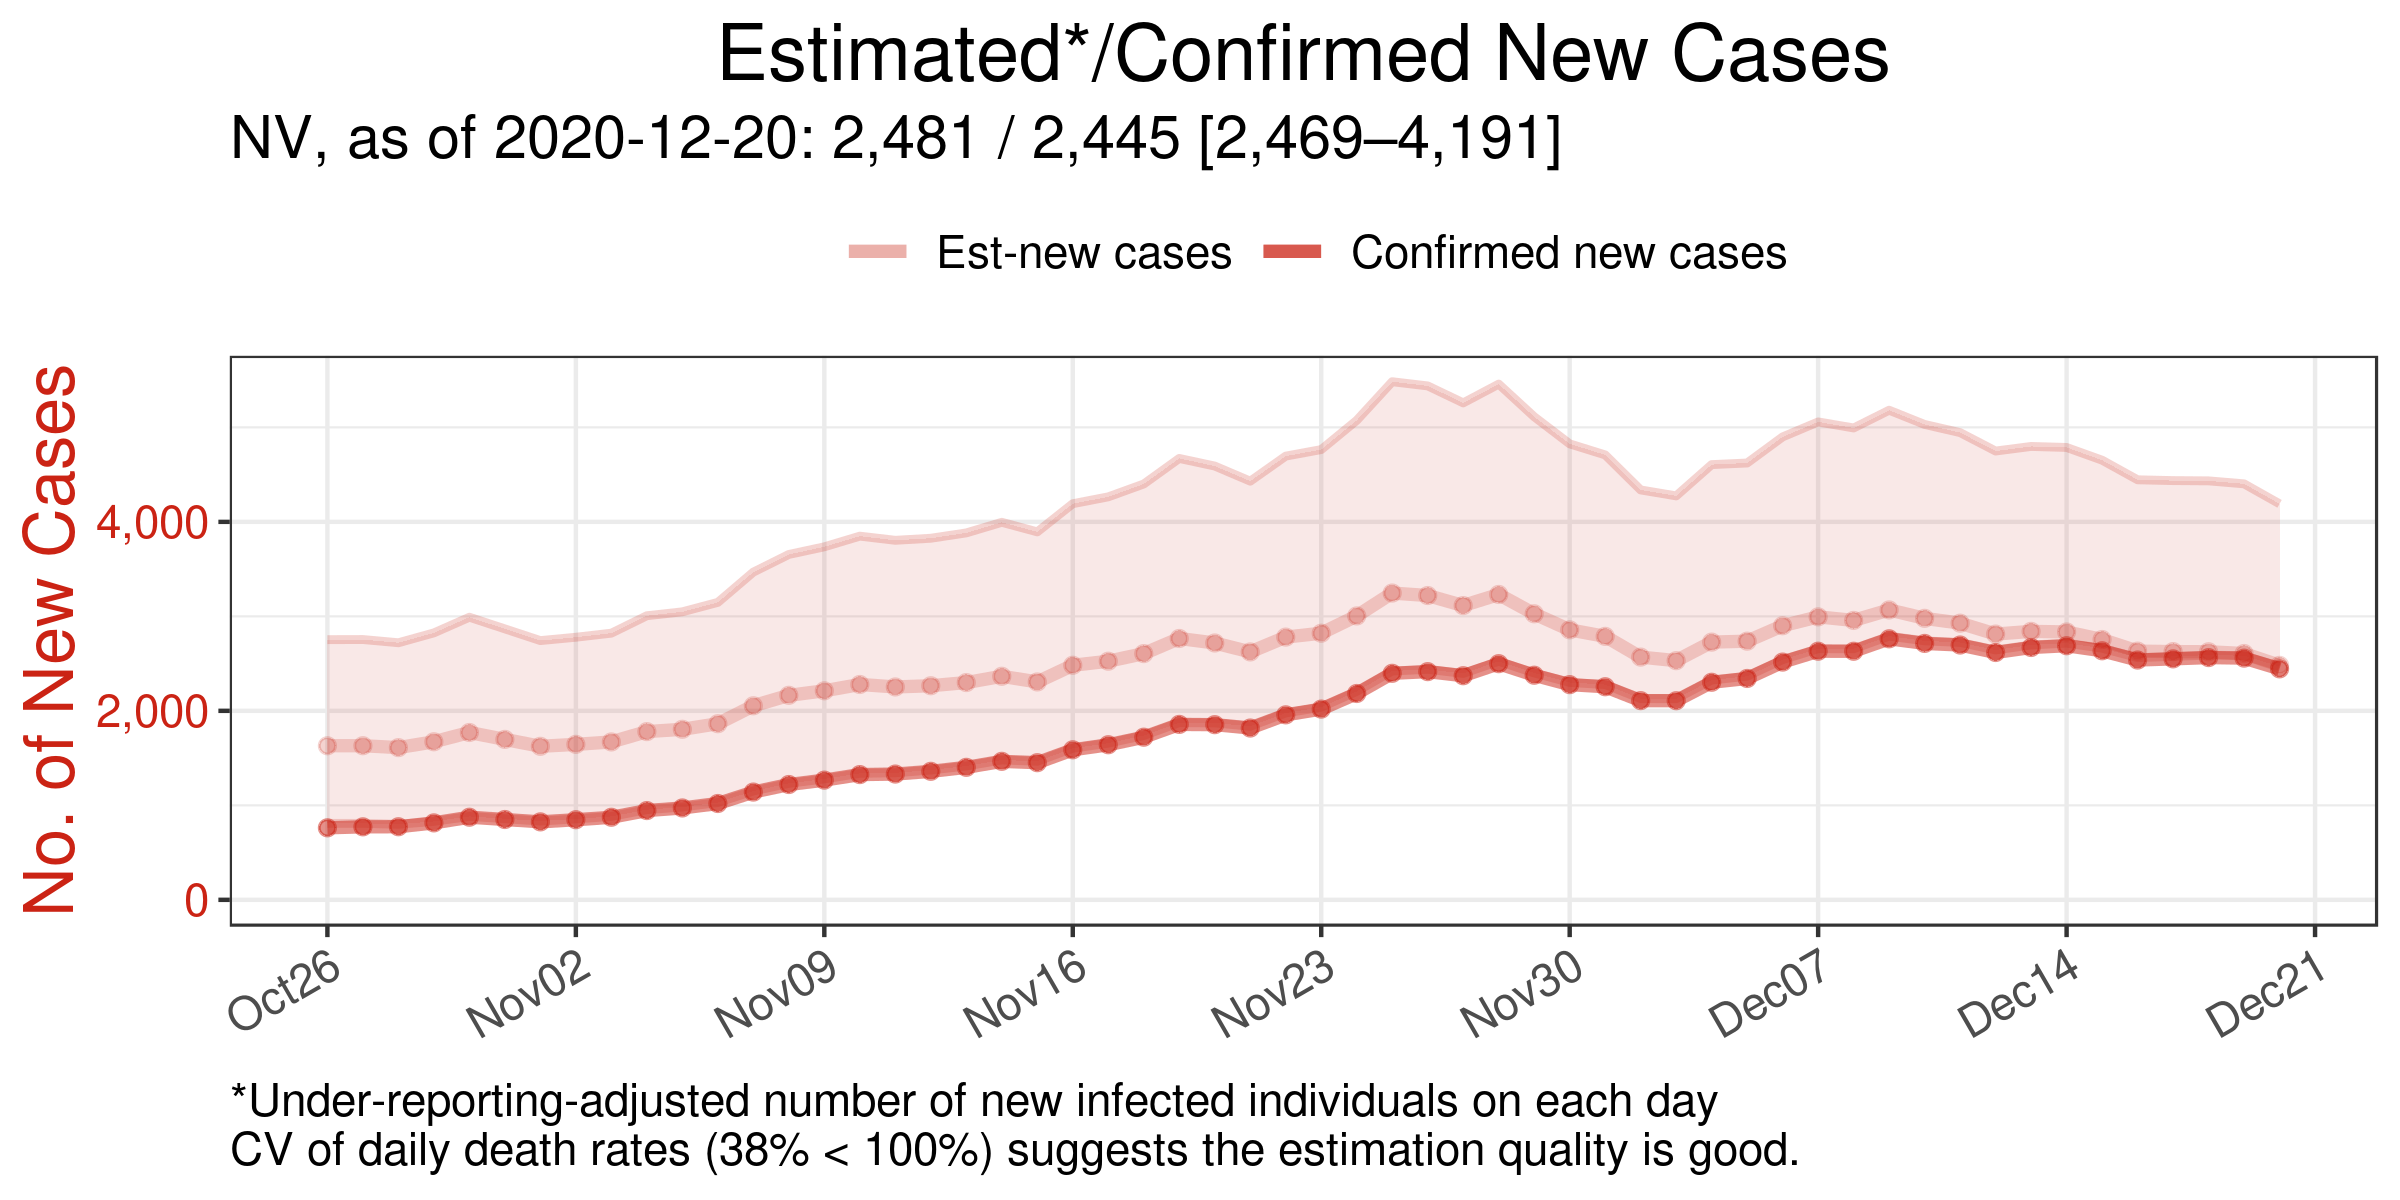 Estimated*/Confirmed New Cases
NV, as of 2020-12-20: 2,481 / 2,445 [2,469–4,191]
Est-new cases
Confirmed new cases
No. of New Cases
4,000
2,000
0
Oct26
Nov02
Nov09
Nov16
Nov23
Nov30
Dec07
Dec14
Dec21
*Under-reporting-adjusted number of new infected individuals on each day
CV of daily death rates (38% < 100%) suggests the estimation quality is good.